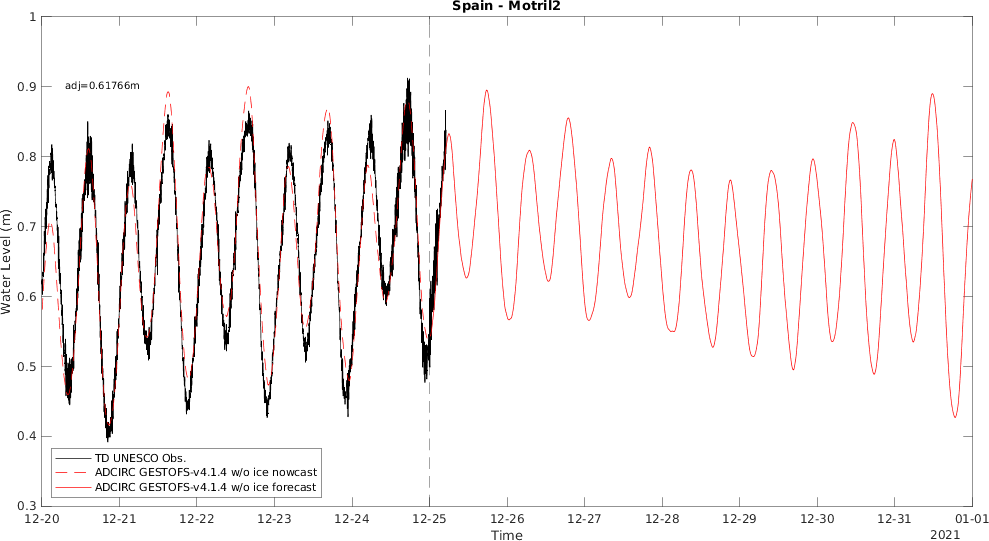 Spain - Motril2
Water Level (m)
1
0.9
0.8
0.7
0.6
0.5
0.4
0.3
adj=0.61766m
TD UNESCO Obs.
ADCIRC GESTOFS-v4.1.4 w/o ice nowcast
ADCIRC GESTOFS-v4.1.4 w/o ice forecast
12-20 12-21 12-22 12-23 12-24 12-25 12-26 12-27 12-28 12-29 12-30 12-31 01-01
Time
2021